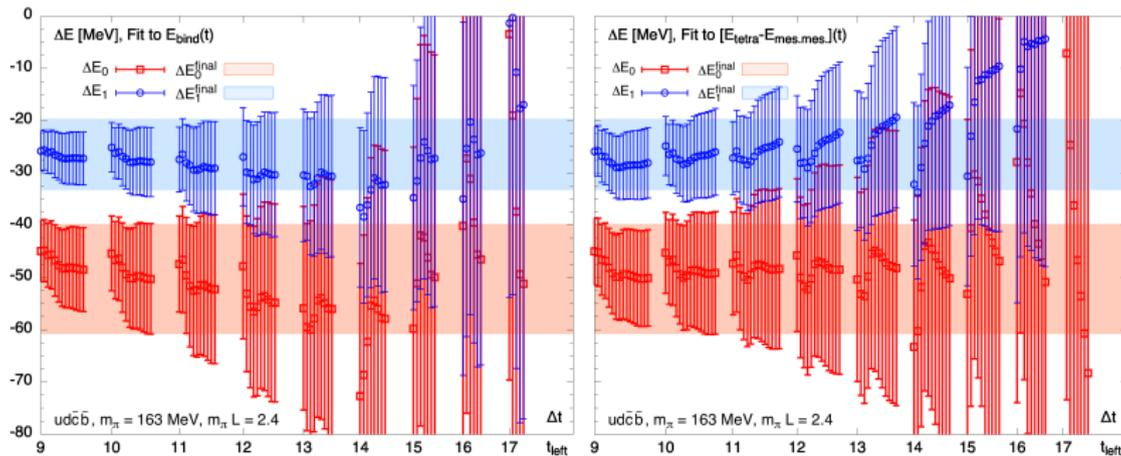 ΔE [MeV], Fit to E_bind(t)
ΔE_0 ΔE_0^final
ΔE_1 ΔE_1^final
0
-10
-20
-30
-40
-50
-60
-70
-80
udc̄b̄ , m_π = 163 MeV, m_π L = 2.4 Δt
9 10 11 12 13 14 15 16 17 t_left
ΔE [MeV], Fit to [E_tetra-E_mes.mes.](t)
ΔE_0 ΔE_0^final
ΔE_1 ΔE_1^final
udc̄b̄ , m_π = 163 MeV, m_π L = 2.4 Δt
9 10 11 12 13 14 15 16 17 t_left